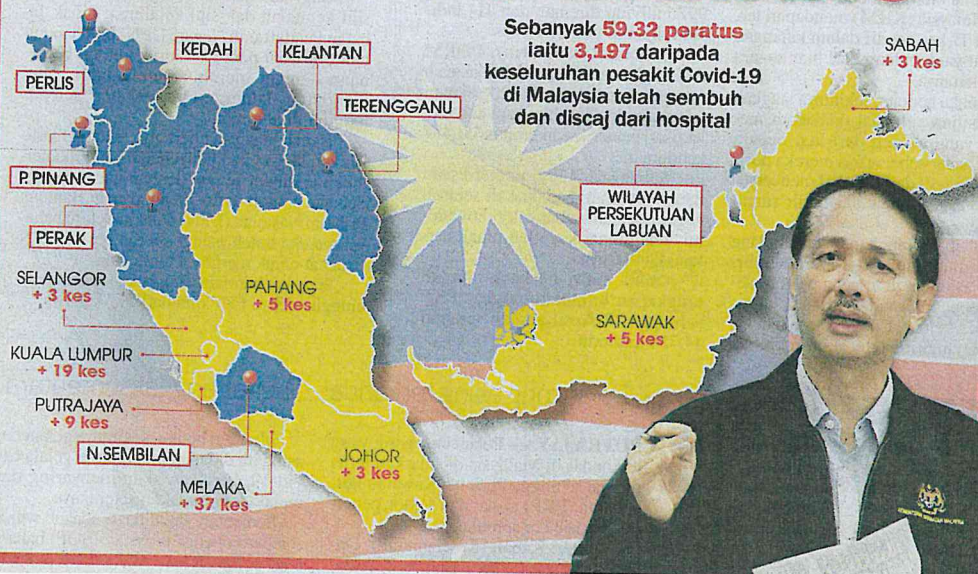 Sebanyak 59.32 peratus
iaitu 3,197 daripada
keseluruhan pesakit Covid-19
di Malaysia telah sembuh
dan discaj dari hospital
PERLIS
KEDAH
KELANTAN
TERENGGANU
P. PINANG
PERAK
SELANGOR
+ 3 kes
PAHANG
+ 5 kes
KUALA LUMPUR
+ 19 kes
PUTRAJAYA
+ 9 kes
N.SEMBILAN
MELAKA
+ 37 kes
JOHOR
+ 3 kes
SABAH
+ 3 kes
WILAYAH
PERSEKUTUAN
LABUAN
SARAWAK
+ 5 kes